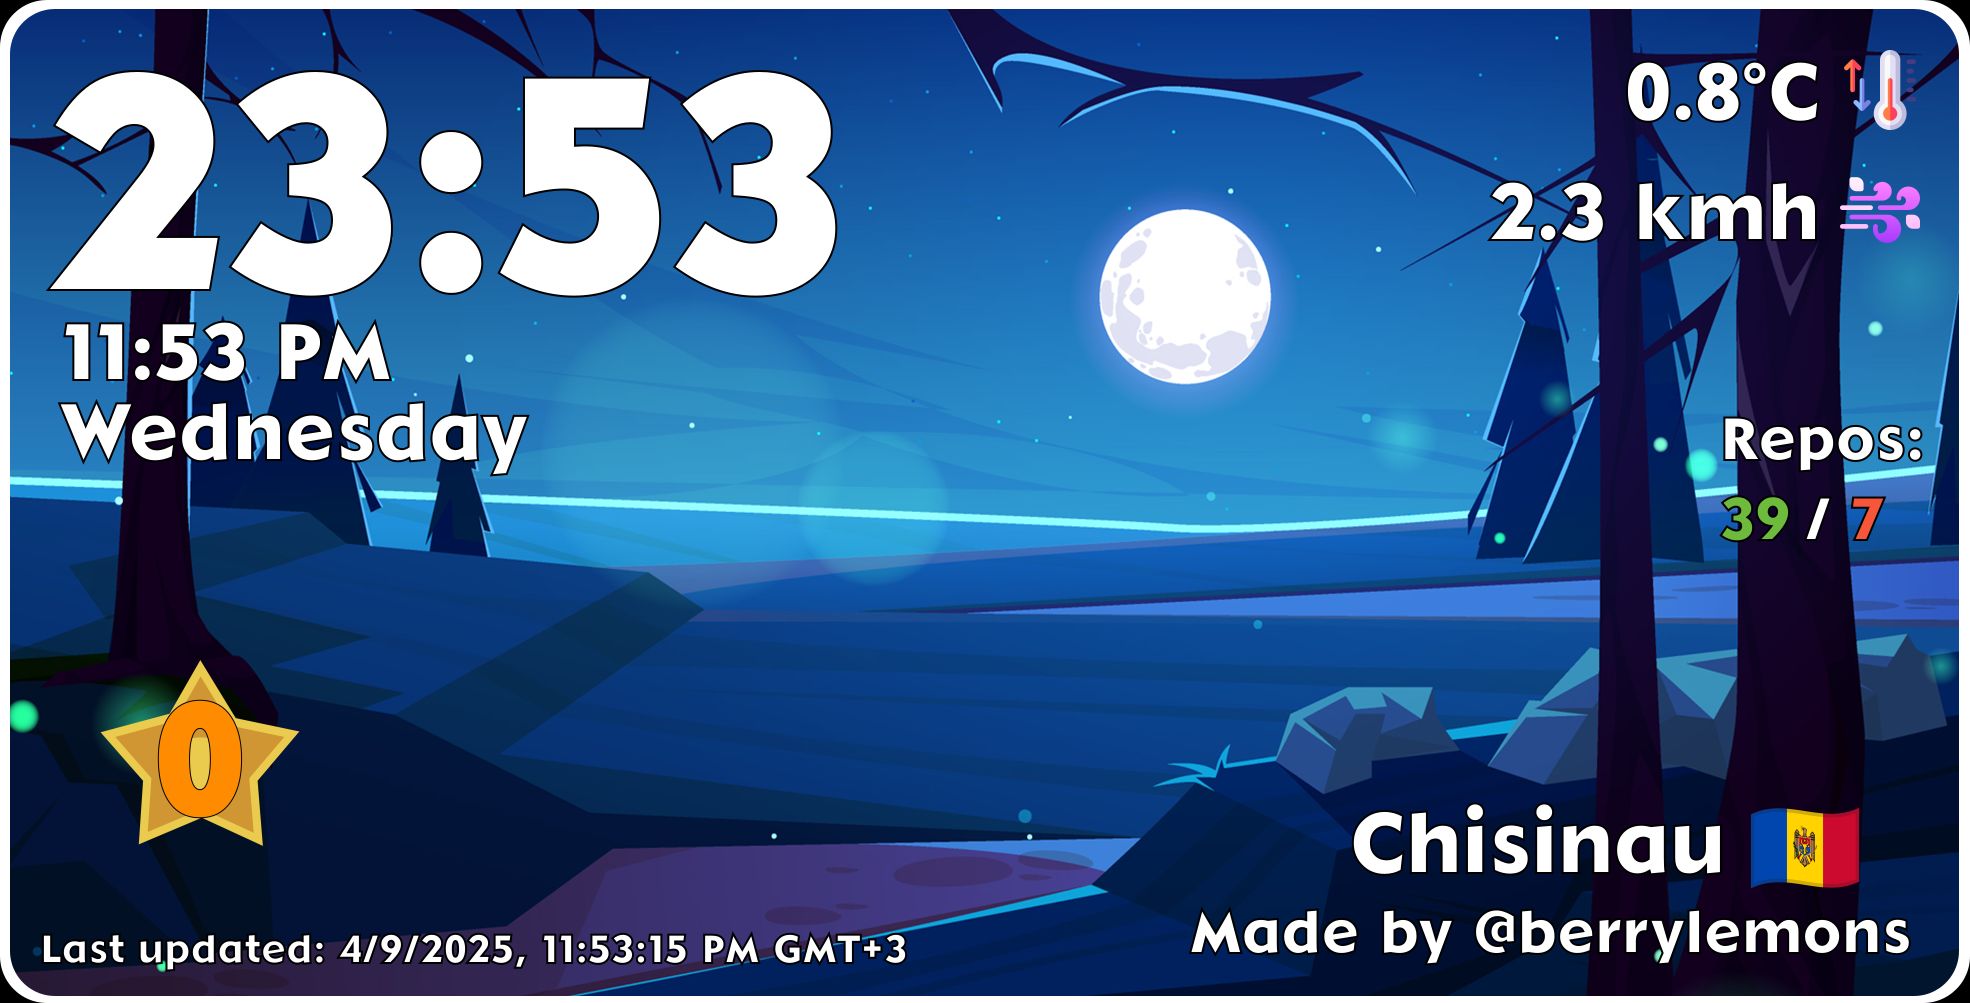 23:53
11:53 PM
Wednesday
0.8°C
2.3 kmh
Repos:
39 / 7
0
Chisinau
Made by @berrylemons
Last updated: 4/9/2025, 11:53:15 PM GMT+3